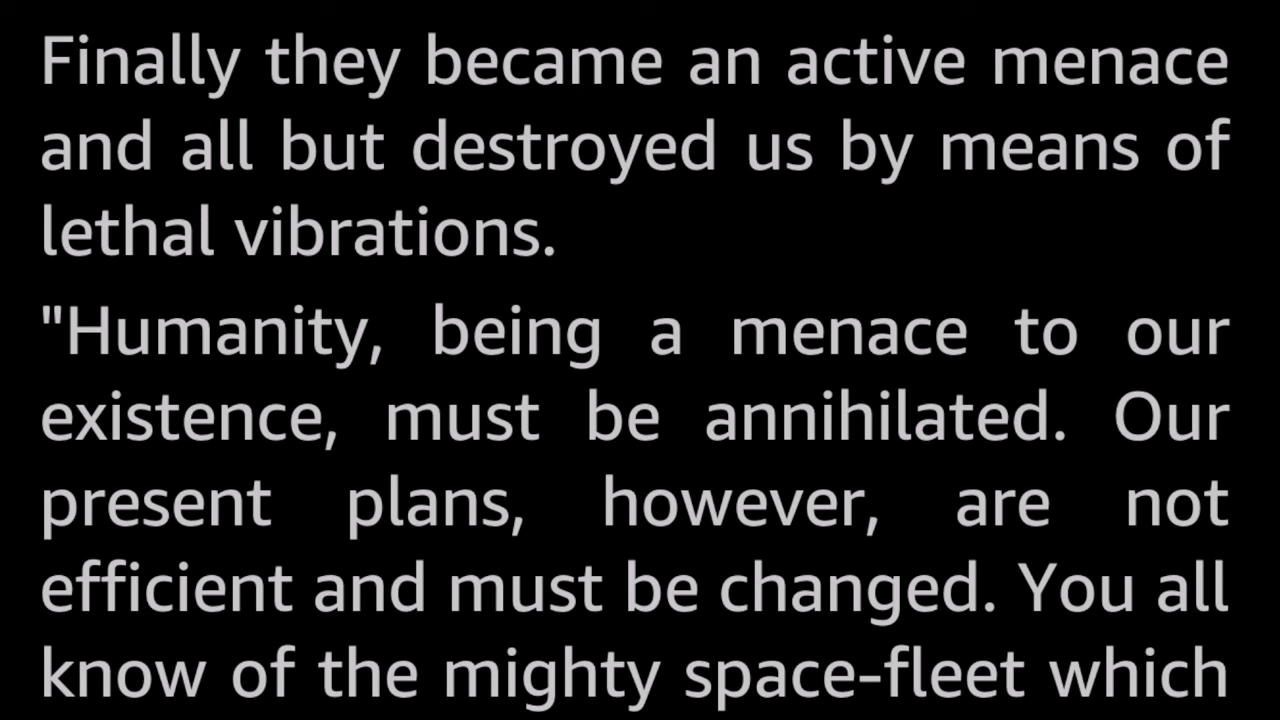 Finally they became an active menace
and all but destroyed us by means of
lethal vibrations.
"Humanity, being a menace to our
existence, must be annihilated. Our
present plans, however, are not
efficient and must be changed. You all
know of the mighty space-fleet which